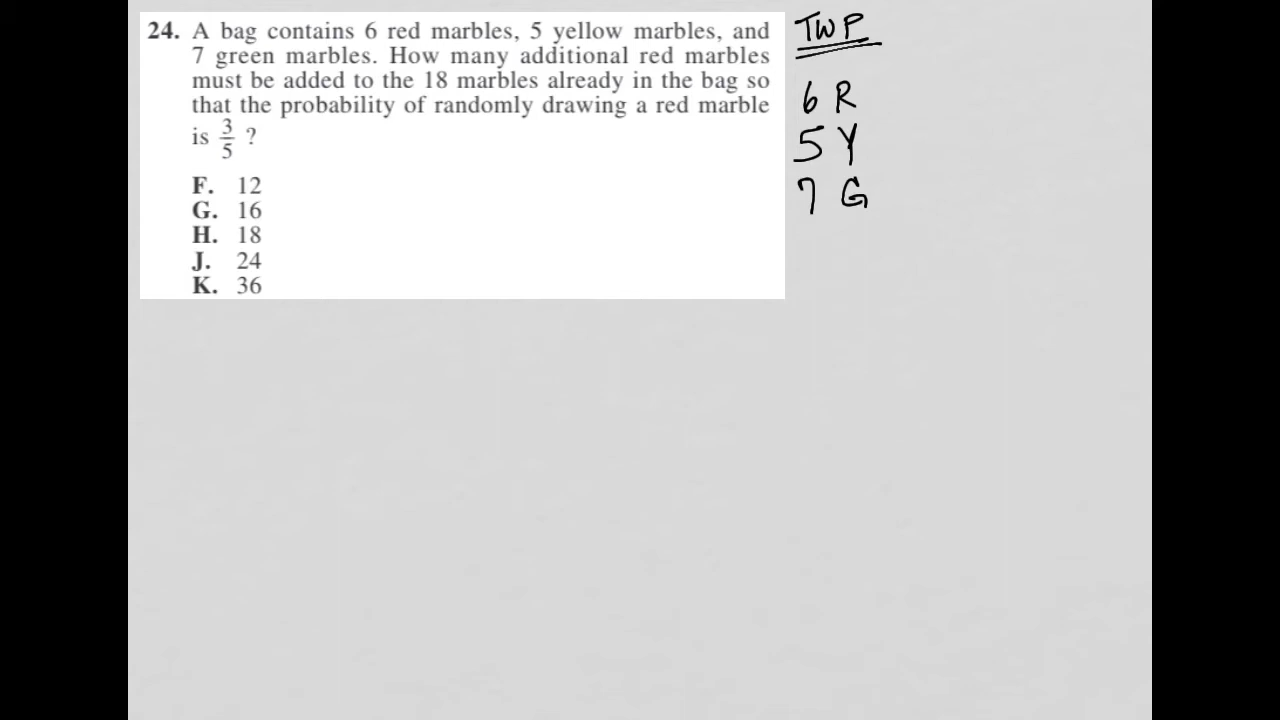 24. A bag contains 6 red marbles, 5 yellow marbles, and
7 green marbles. How many additional red marbles
must be added to the 18 marbles already in the bag so
that the probability of randomly drawing a red marble
is 3/5 ?
F. 12
G. 16
H. 18
J. 24
K. 36
TWP
6 R
5 Y
7 G